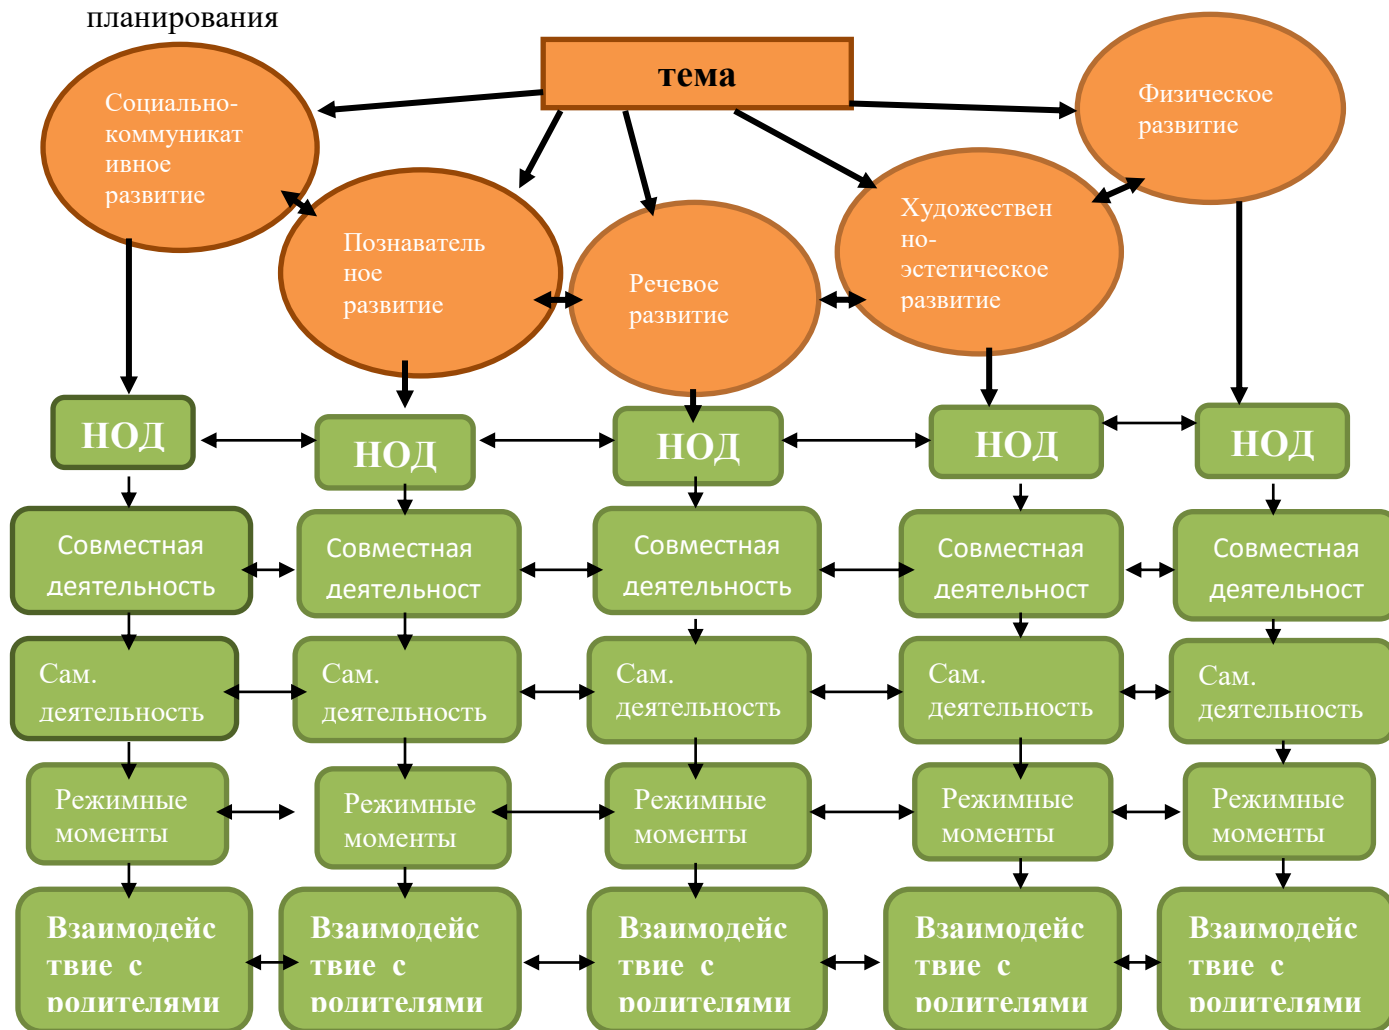 планирования
тема
Социально-
коммуникат
ивное
развитие
Познаватель
ное
развитие
Речевое
развитие
Художествен
но-
эстетическое
развитие
Физическое
развитие
НОД
НОД
НОД
НОД
НОД
Совместная
деятельность
Совместная
деятельност
Совместная
деятельность
Совместная
деятельност
Совместная
деятельность
Сам.
деятельность
Сам.
деятельность
Сам.
деятельность
Сам.
деятельность
Сам.
деятельность
Режимные
моменты
Режимные
моменты
Режимные
моменты
Режимные
моменты
Режимные
моменты
Взаимодейс
твие с
родителями
Взаимодейс
твие с
родителями
Взаимодейс
твие с
родителями
Взаимодейс
твие с
родителями
Взаимодейс
твие с
родителями